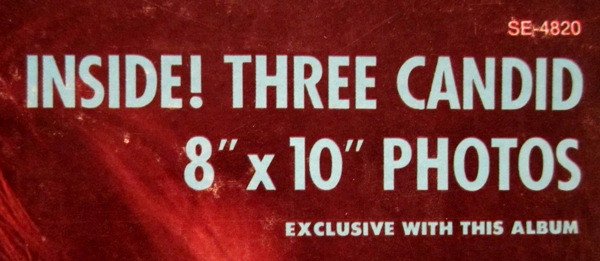 SE-4820
INSIDE! THREE CANDID
8" x 10" PHOTOS
EXCLUSIVE WITH THIS ALBUM